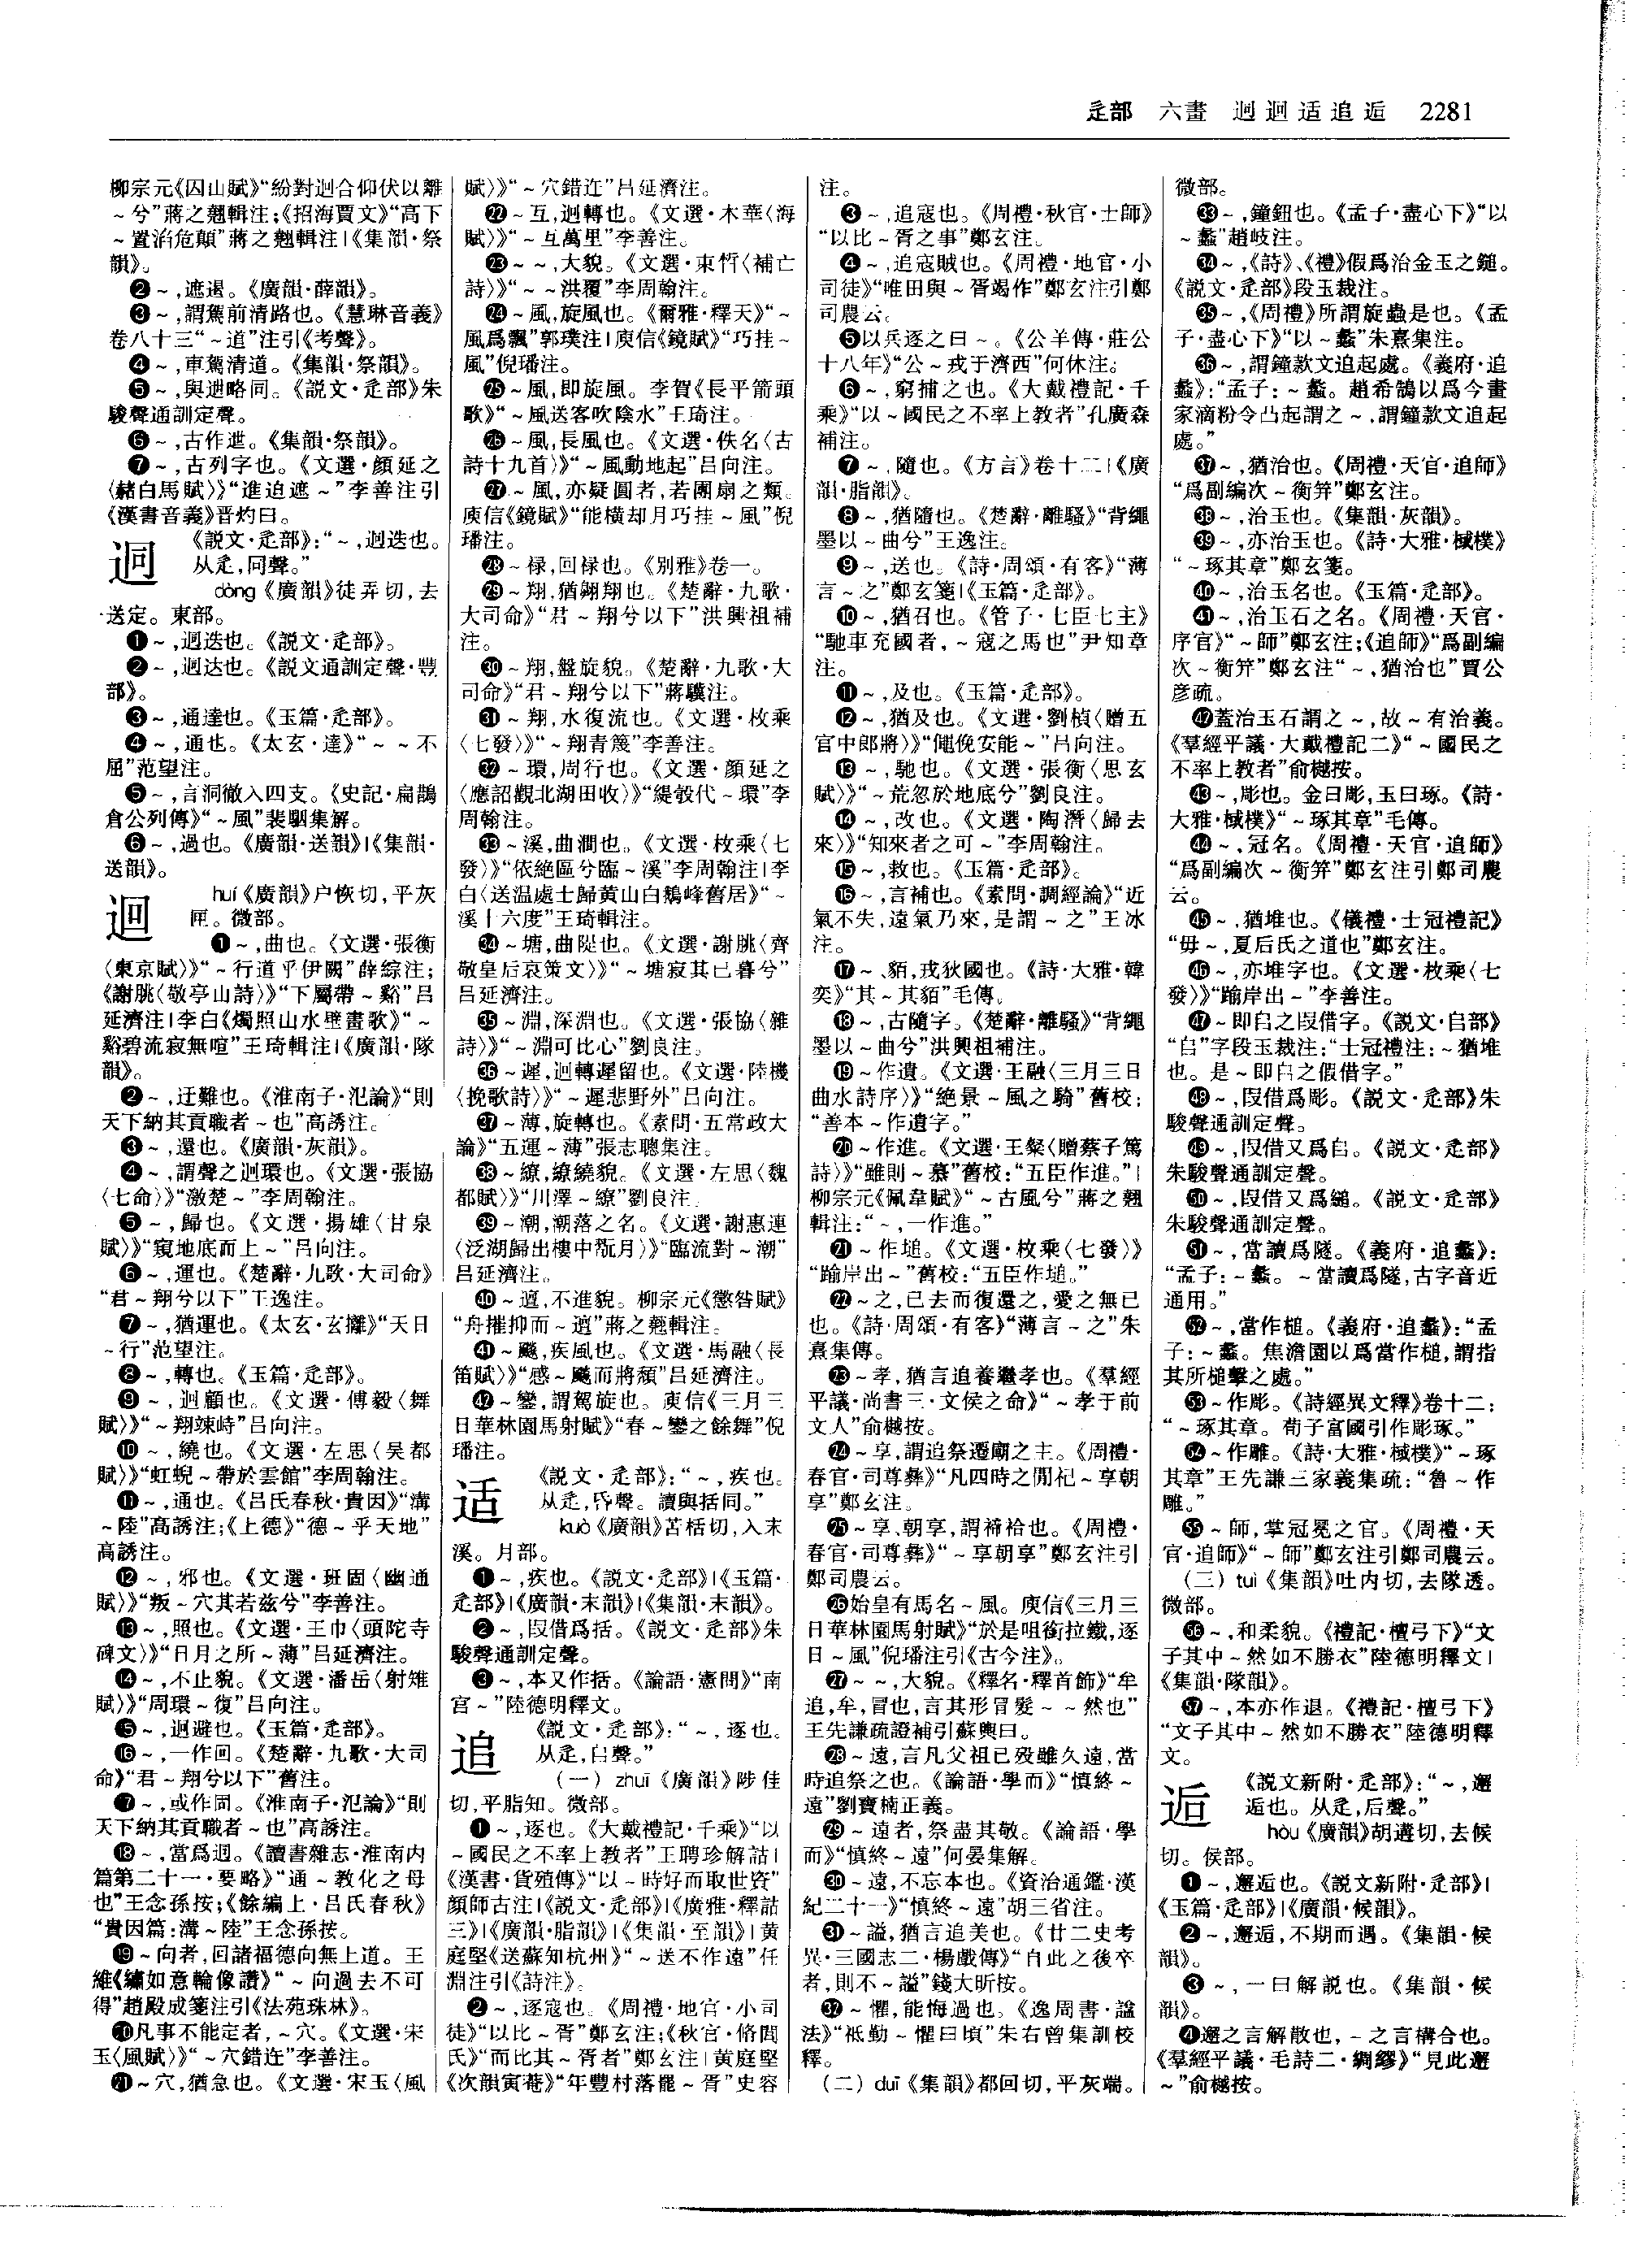 辵部 六畫 迵迴适追逅 2281
柳宗元《囚山賦》“紛對迴合仰伏以離
～兮”蔣之翹輯注;《招海賈文》“高下
～置滔危顛”蔣之翹輯注|《集韻·祭
韻》。
❷～,遮遏。《廣韻·薛韻》。
❸～,謂駕前清路也。《慧琳音義》
卷八十三“～道”注引《考聲》。
❹～,車駕清道。《集韻·祭韻》。
❺～,與迾略同。《説文·辵部》朱
駿聲通訓定聲。
❻～,古作迣。《集韻·祭韻》。
❼～,古列字也。《文選·顔延之
〈赭白馬賦〉》“進迫遮～”李善注引
《漢書音義》晋灼曰。
迵
《説文·辵部》:“～,迵迭也。
从辵,同聲。”
dòng《廣韻》徒弄切,去
送定。東部。
❶～,迵迭也。《説文·辵部》。
❷～,迵达也。《説文通訓定聲·豐
部》。
❸～,通達也。《玉篇·辵部》。
❹～,通也。《太玄·達》“～～不
屈”范望注。
❺～,言洞徹入四支。《史記·扁鵲
倉公列傳》“～風”裴駰集解。
❻～,過也。《廣韻·送韻》|《集韻·
送韻》。
迴
huí《廣韻》户恢切,平灰
匣。微部。
❶～,曲也。《文選·張衡
〈東京賦〉》“～行道乎伊闕”薛綜注;
《謝朓〈敬亭山詩〉》“下屬帶～谿”吕
延濟注|李白《燭照山水壁畫歌》“～
谿碧流寂無喧”王琦輯注|《廣韻·隊
韻》。
❷～,迂難也。《淮南子·氾論》“則
天下納其貢職者～也”高誘注。
❸～,還也。《廣韻·灰韻》。
❹～,謂聲之迴環也。《文選·張協
〈七命〉》“激楚～”李周翰注。
❺～,歸也。《文選·揚雄〈甘泉
賦〉》“窺地底而上～”吕向注。
❻～,運也。《楚辭·九歌·大司命》
“君～翔兮以下”王逸注。
❼～,猶運也。《太玄·玄攡》“天日
～行”范望注。
❽～,轉也。《玉篇·辵部》。
❾～,迴顧也。《文選·傅毅〈舞
賦〉》“～翔竦峙”吕向注。
❿～,繞也。《文選·左思〈吴都
賦〉》“虹蜺～帶於雲館”李周翰注。
⓫～,通也。《吕氏春秋·貴因》“溝
～陸”高誘注;《上德》“德～乎天地”
高誘注。
⓬～,邪也。《文選·班固〈幽通
賦〉》“叛～穴其若兹兮”李善注。
⓭～,照也。《文選·王巾〈頭陀寺
碑文〉》“日月之所～薄”吕延濟注。
⓮～,不止貌。《文選·潘岳〈射雉
賦〉》“周環～復”吕向注。
⓯～,迴避也。《玉篇·辵部》。
⓰～,一作回。《楚辭·九歌·大司
命》“君～翔兮以下”舊注。
⓱～,或作同。《淮南子·氾論》“則
天下納其貢職者～也”高誘注。
⓲～,當爲迵。《讀書雜志·淮南内
篇第二十一·要略》“通～教化之母
也”王念孫按;《餘編上·吕氏春秋》
“貴因篇:溝～陸”王念孫按。
⓳～向者,回諸福德向無上道。王
維《繡如意輪像讚》“～向過去不可
得”趙殿成箋注引《法苑珠林》。
⓴凡事不能定者,～穴。《文選·宋
玉〈風賦〉》“～穴錯迕”李善注。
㉑～穴,猶急也。《文選·宋玉〈風
賦〉》“～穴錯迕”吕延濟注。
㉒～互,迴轉也。《文選·木華〈海
賦〉》“～互萬里”李善注。
㉓～～,大貌。《文選·束晳〈補亡
詩〉》“～～洪覆”李周翰注。
㉔～風,旋風也。《爾雅·釋天》“～
風爲飄”郭璞注|庾信《鏡賦》“巧挂～
風”倪璠注。
㉕～風,即旋風。李賀《長平箭頭
歌》“～風送客吹陰水”王琦注。
㉖～風,長風也。《文選·佚名〈古
詩十九首〉》“～風動地起”吕向注。
㉗～風,亦疑圓者,若團扇之類。
庾信《鏡賦》“能横却月巧挂～風”倪
璠注。
㉘～禄,回禄也。《别雅》卷一。
㉙～翔,猶翱翔也。《楚辭·九歌·
大司命》“君～翔兮以下”洪興祖補
注。
㉚～翔,盤旋貌。《楚辭·九歌·大
司命》“君～翔兮以下”蔣驥注。
㉛～翔,水復流也。《文選·枚乘
〈七發〉》“～翔青篾”李善注。
㉜～環,周行也。《文選·顔延之
〈應詔觀北湖田收〉》“緹彀代～環”李
周翰注。
㉝～溪,曲澗也。《文選·枚乘〈七
發〉》“依絶區兮臨～溪”李周翰注|李
白〈送温處士歸黄山白鵝峰舊居》“～
溪十六度”王琦輯注。
㉞～塘,曲隄也。《文選·謝朓〈齊
敬皇后哀策文〉》“～塘寂其已暮兮”
吕延濟注。
㉟～淵,深淵也。《文選·張協〈雜
詩〉》“～淵可比心”劉良注。
㊱～遲,迴轉遲留也。《文選·陸機
〈挽歌詩〉》“～遲悲野外”吕向注。
㊲～薄,旋轉也。《素問·五常政大
論》“五運～薄”張志聰集注。
㊳～繚,繚繞貌。《文選·左思〈魏
都賦〉》“川澤～繚”劉良注。
㊴～潮,潮落之名。《文選·謝惠連
〈泛湖歸出樓中翫月〉》“臨流對～潮”
吕延濟注。
㊵～邅,不進貌。柳宗元《懲咎賦》
“舟摧抑而～邅”蔣之翹輯注。
㊶～飈,疾風也。《文選·馬融〈長
笛賦〉》“感～飈而將頹”吕延濟注。
㊷～鑾,謂駕旋也。庾信《三月三
日華林園馬射賦》“春～鑾之餘舞”倪
璠注。
适
《説文·辵部》:“～,疾也。
从辵,𠯑聲。讀與括同。”
kuò《廣韻》苦栝切,入末
溪。月部。
❶～,疾也。《説文·辵部》|《玉篇·
辵部》|《廣韻·末韻》|《集韻·末韻》。
❷～,叚借爲括。《説文·辵部》朱
駿聲通訓定聲。
❸～,本又作括。《論語·憲問》“南
宫～”陸德明釋文。
追
《説文·辵部》:“～,逐也。
从辵,𠂤聲。”
(一) zhuī《廣韻》陟佳
切,平脂知。微部。
❶～,逐也。《大戴禮記·千乘》“以
～國民之不率上教者”王聘珍解詁|
《漢書·貨殖傳》“以～時好而取世資”
顔師古注|《説文·辵部》|《廣雅·釋詁
三》|《廣韻·脂韻》|《集韻·至韻》|黄
庭堅《送蘇知杭州》“～送不作遠”任
淵注引《詩注》。
❷～,逐寇也。《周禮·地官·小司
徒》“以比～胥”鄭玄注;《秋官·脩閭
氏》“而比其～胥者”鄭玄注|黄庭堅
《次韻寅菴》“年豐村落罷～胥”史容
注。
❸～,追寇也。《周禮·秋官·士師》
“以比～胥之事”鄭玄注。
❹～,追寇賊也。《周禮·地官·小
司徒》“唯田與～胥竭作”鄭玄注引鄭
司農云。
❺以兵逐之曰～。《公羊傳·莊公
十八年》“公～戎于濟西”何休注。
❻～,窮捕之也。《大戴禮記·千
乘》“以～國民之不率上教者”孔廣森
補注。
❼～,隨也。《方言》卷十二|《廣
韻·脂韻》。
❽～,猶隨也。《楚辭·離騷》“背繩
墨以～曲兮”王逸注。
❾～,送也。《詩·周頌·有客》“薄
言～之”鄭玄箋|《玉篇·辵部》。
❿～,猶召也。《管子·七臣七主》
“馳車充國者,～寇之馬也”尹知章
注。
⓫～,及也。《玉篇·辵部》。
⓬～,猶及也。《文選·劉楨〈贈五
官中郎將〉》“僶俛安能～”吕向注。
⓭～,馳也。《文選·張衡〈思玄
賦〉》“～荒忽於地底兮”劉良注。
⓮～,改也。《文選·陶潛〈歸去
來〉》“知來者之可～”李周翰注。
⓯～,救也。《玉篇·辵部》。
⓰～,言補也。《素問·調經論》“近
氣不失,遠氣乃來,是謂～之”王冰
注。
⓱～、貊,戎狄國也。《詩·大雅·韓
奕》“其～其貊”毛傳。
⓲～,古隨字。《楚辭·離騷》“背繩
墨以～曲兮”洪興祖補注。
⓳～作遺。《文選·王融〈三月三日
曲水詩序〉》“絶景～風之騎”舊校:
“善本～作遺字。”
⓴～作進。《文選·王粲〈贈蔡子篤
詩〉》“雖則～慕”舊校:“五臣作進。”|
柳宗元《佩韋賦》“～古風兮”蔣之翹
輯注:“～,一作進。”
㉑～作塠。《文選·枚乘〈七發〉》
“踰岸出～”舊校:“五臣作塠。”
㉒～之,已去而復還之,愛之無已
也。《詩·周頌·有客》“薄言～之”朱
熹集傳。
㉓～孝,猶言追養繼孝也。《羣經
平議·尚書三·文侯之命》“～孝于前
文人”俞樾按。
㉔～享,謂追祭遷廟之主。《周禮·
春官·司尊彝》“凡四時之閒祀～享朝
享”鄭玄注。
㉕～享、朝享,謂禘祫也。《周禮·
春官·司尊彝》“～享朝享”鄭玄注引
鄭司農云。
㉖始皇有馬名～風。庾信《三月三
日華林園馬射賦》“於是咀銜拉鐵,逐
日～風”倪璠注引《古今注》。
㉗～～,大貌。《釋名·釋首飾》“牟
追,牟,冒也,言其形冒髮～～然也”
王先謙疏證補引蘇輿曰。
㉘～遠,言凡父祖已殁雖久遠,當
時追祭之也。《論語·學而》“慎終～
遠”劉寶楠正義。
㉙～遠者,祭盡其敬。《論語·學
而》“慎終～遠”何晏集解。
㉚～遠,不忘本也。《資治通鑑·漢
紀二十一》“慎終～遠”胡三省注。
㉛～謚,猶言追美也。《廿二史考
異·三國志二·楊戲傳》“自此之後卒
者,則不～謚”錢大昕按。
㉜～懼,能悔過也。《逸周書·謚
法》“祗勤～懼曰頃”朱右曾集訓校
釋。
(二) duī《集韻》都回切,平灰端。
微部。
㉝～,鐘鈕也。《孟子·盡心下》“以
～蠡”趙岐注。
㉞～,《詩》、《禮》假爲治金玉之鎚。
《説文·辵部》段玉裁注。
㉟～,《周禮》所謂旋蟲是也。《孟
子·盡心下》“以～蠡”朱熹集注。
㊱～,謂鐘款文追起處。《義府·追
蠡》:“孟子:～蠡。趙希鵠以爲今畫
家滴粉令凸起謂之～,謂鐘款文追起
處。”
㊲～,猶治也。《周禮·天官·追師》
“爲副編次～衡笄”鄭玄注。
㊳～,治玉也。《集韻·灰韻》。
㊴～,亦治玉也。《詩·大雅·棫樸》
“～琢其章”鄭玄箋。
㊵～,治玉名也。《玉篇·辵部》。
㊶～,治玉石之名。《周禮·天官·
序官》“～師”鄭玄注;《追師》“爲副編
次～衡笄”鄭玄注“～,猶治也”賈公
彦疏。
㊷蓋治玉石謂之～,故～有治義。
《羣經平議·大戴禮記二》“～國民之
不率上教者”俞樾按。
㊸～,彫也。金曰彫,玉曰琢。《詩·
大雅·棫樸》“～琢其章”毛傳。
㊹～,冠名。《周禮·天官·追師》
“爲副編次～衡笄”鄭玄注引鄭司農
云。
㊺～,猶堆也。《儀禮·士冠禮記》
“毋～,夏后氏之道也”鄭玄注。
㊻～,亦堆字也。《文選·枚乘〈七
發〉》“踰岸出～”李善注。
㊼～即𠂤之叚借字。《説文·𠂤部》
“𠂤”字段玉裁注:“士冠禮注:～猶堆
也。是～即𠂤之假借字。”
㊽～,叚借爲彫。《説文·辵部》朱
駿聲通訓定聲。
㊾～,叚借又爲𠂤。《説文·辵部》
朱駿聲通訓定聲。
㊿～,叚借又爲縋。《説文·辵部》
朱駿聲通訓定聲。
51～,當讀爲隧。《義府·追蠡》:
“孟子:～蠡。～當讀爲隧,古字音近
通用。”
52～,當作槌。《義府·追蠡》:“孟
子:～蠡。焦澹園以爲當作槌,謂指
其所槌擊之處。”
53～作彫。《詩經異文釋》卷十二:
“～琢其章。荀子富國引作彫琢。”
54～作雕。《詩·大雅·棫樸》“～琢
其章”王先謙三家義集疏:“魯～作
雕。”
55～師,掌冠冕之官。《周禮·天
官·追師》“～師”鄭玄注引鄭司農云。
(三) tuì《集韻》吐内切,去隊透。
微部。
56～,和柔貌。《禮記·檀弓下》“文
子其中～然如不勝衣”陸德明釋文|
《集韻·隊韻》。
57～,本亦作退。《禮記·檀弓下》
“文子其中～然如不勝衣”陸德明釋
文。
逅
《説文新附·辵部》:“～,邂
逅也。从辵,后聲。”
hòu《廣韻》胡遘切,去候
切。侯部。
❶～,邂逅也。《説文新附·辵部》|
《玉篇·辵部》|《廣韻·候韻》。
❷～,邂逅,不期而遇。《集韻·候
韻》。
❸～,一曰解説也。《集韻·候
韻》。
❹邂之言解散也,～之言構合也。
《羣經平議·毛詩二·綢繆》“見此邂
～”俞樾按。